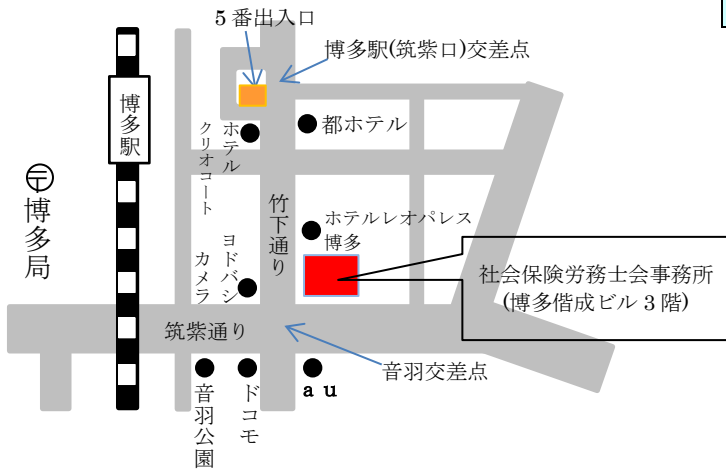 5番出入口
博多駅(筑紫口)交差点
博多駅
ホテル
クリオコート
都ホテル
〒
博多局
竹下通り
ホテルレオパレス
博多
ヨドバシ
カメラ
社会保険労務士会事務所
(博多偕成ビル3階)
筑紫通り
音羽交差点
音羽公園
ドコモ
au